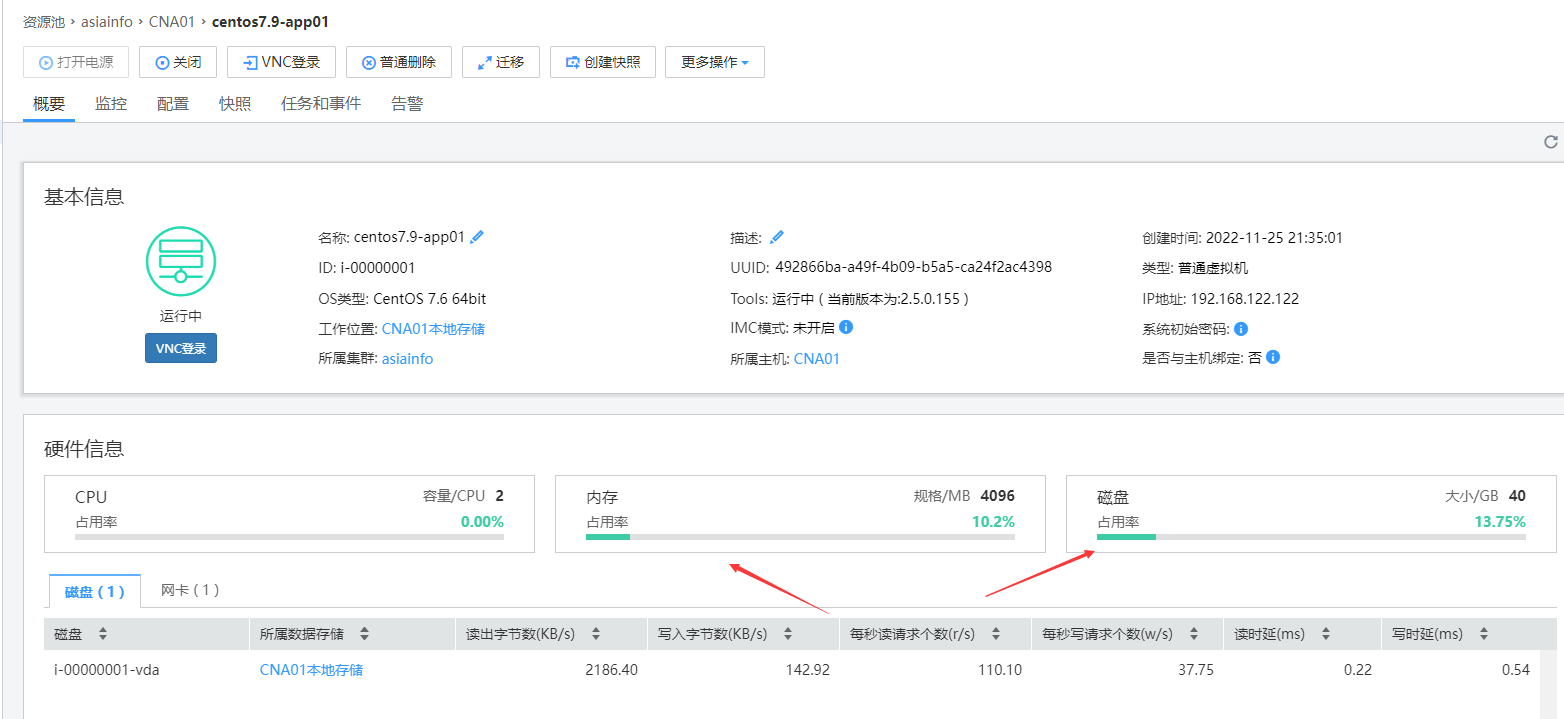 资源池 › asiainfo › CNA01 › centos7.9-app01
打开电源 关闭 VNC登录 普通删除 迁移 创建快照 更多操作
概要 监控 配置 快照 任务和事件 告警
基本信息
名称: centos7.9-app01 描述: 创建时间: 2022-11-25 21:35:01
ID: i-00000001 UUID: 492866ba-a49f-4b09-b5a5-ca24f2ac4398 类型: 普通虚拟机
OS类型: CentOS 7.6 64bit Tools: 运行中 ( 当前版本为:2.5.0.155 ) IP地址: 192.168.122.122
运行中
工作位置: CNA01本地存储 IMC模式: 未开启 系统初始密码:
VNC登录
所属集群: asiainfo 所属主机: CNA01 是否与主机绑定: 否
硬件信息
CPU 容量/CPU 2 内存 规格/MB 4096 磁盘 大小/GB 40
占用率 0.00% 占用率 10.2% 占用率 13.75%
磁盘 ( 1 ) 网卡 ( 1 )
磁盘 所属数据存储 读出字节数(KB/s) 写入字节数(KB/s) 每秒读请求个数(r/s) 每秒写请求个数(w/s) 读时延(ms) 写时延(ms)
i-00000001-vda CNA01本地存储 2186.40 142.92 110.10 37.75 0.22 0.54